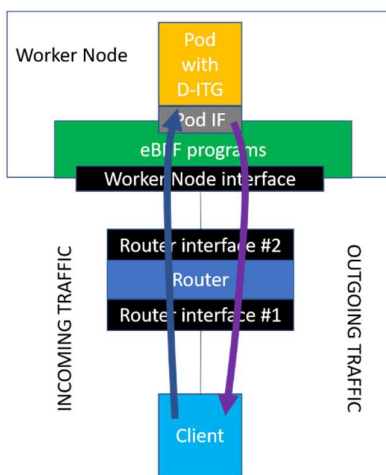 Pod
with
D-ITG
Worker Node
Pod IF
eBPF programs
Worker Node interface
Router interface #2
Router
Router interface #1
INCOMING TRAFFIC
OUTGOING TRAFFIC
Client